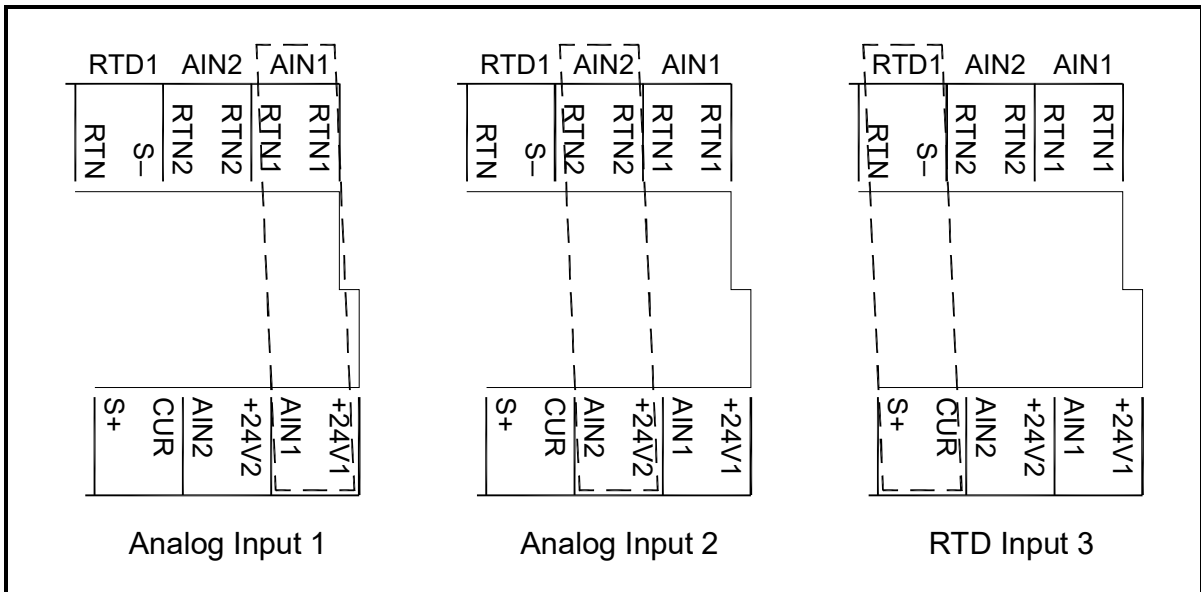 RTD1 AIN2 AIN1
RTN S– RTN2 RTN2 RTN1 RTN1
S+ CUR AIN2 +24V2 AIN1 +24V1
Analog Input 1
RTD1 AIN2 AIN1
RTN S– RTN2 RTN2 RTN1 RTN1
S+ CUR AIN2 +24V2 AIN1 +24V1
Analog Input 2
RTD1 AIN2 AIN1
RTN S– RTN2 RTN2 RTN1 RTN1
S+ CUR AIN2 +24V2 AIN1 +24V1
RTD Input 3